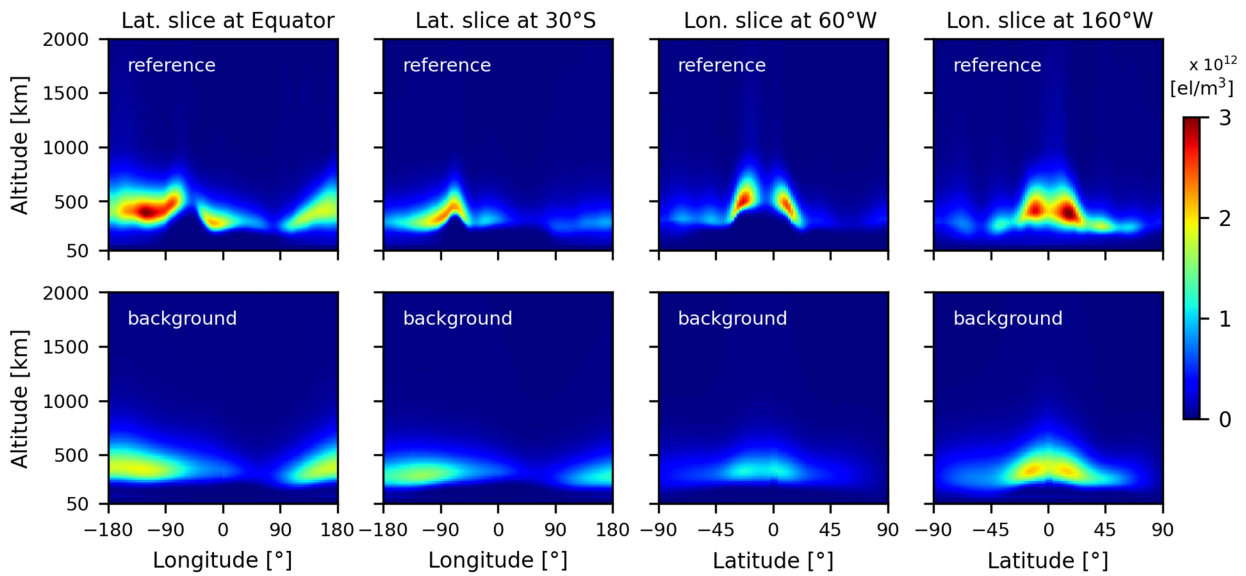 Lat. slice at Equator
Lat. slice at 30°S
Lon. slice at 60°W
Lon. slice at 160°W
2000
1500
1000
500
50
Altitude [km]
reference
reference
reference
reference
x 10¹²
[el/m³]
3
2
1
0
2000
1500
1000
500
50
Altitude [km]
background
background
background
background
−180 −90 0 90 180
−180 −90 0 90 180
−90 −45 0 45 90
−90 −45 0 45 90
Longitude [°]
Longitude [°]
Latitude [°]
Latitude [°]